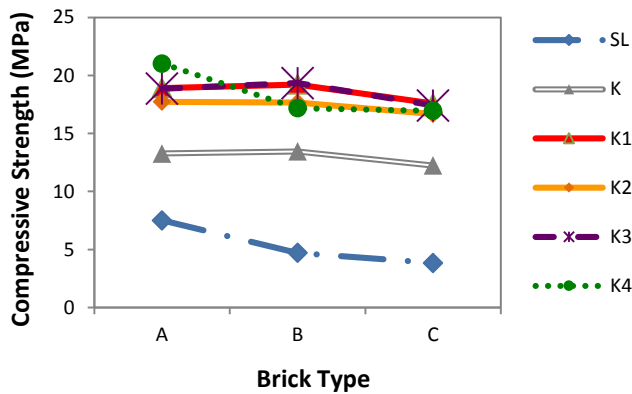 Compressive Strength (MPa)
25
20
15
10
5
0
A B C
Brick Type
SL
K
K1
K2
K3
K4